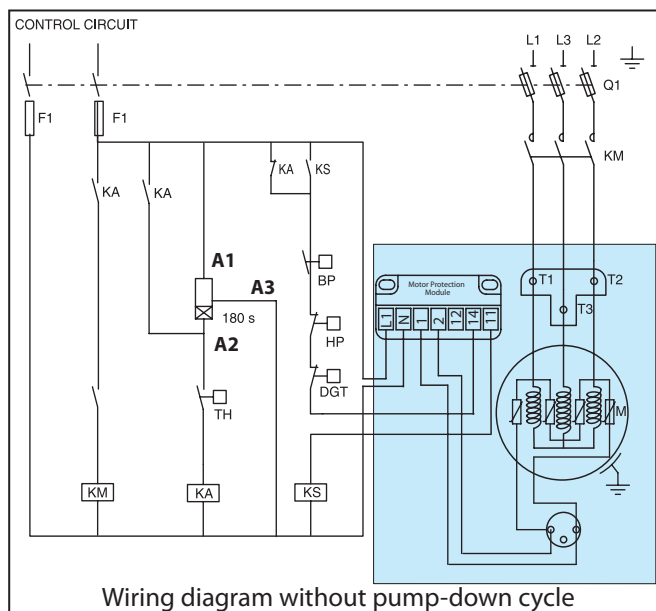 CONTROL CIRCUIT
L1 L3 L2
Q1
F1 F1
KM
KA KA KA KS
A1
A3
180 s
A2
BP
HP
DGT
TH
Motor Protection
Module
L1 N 1 2 12 14 11
T1 T2
T3
M
KM KA KS
Wiring diagram without pump-down cycle